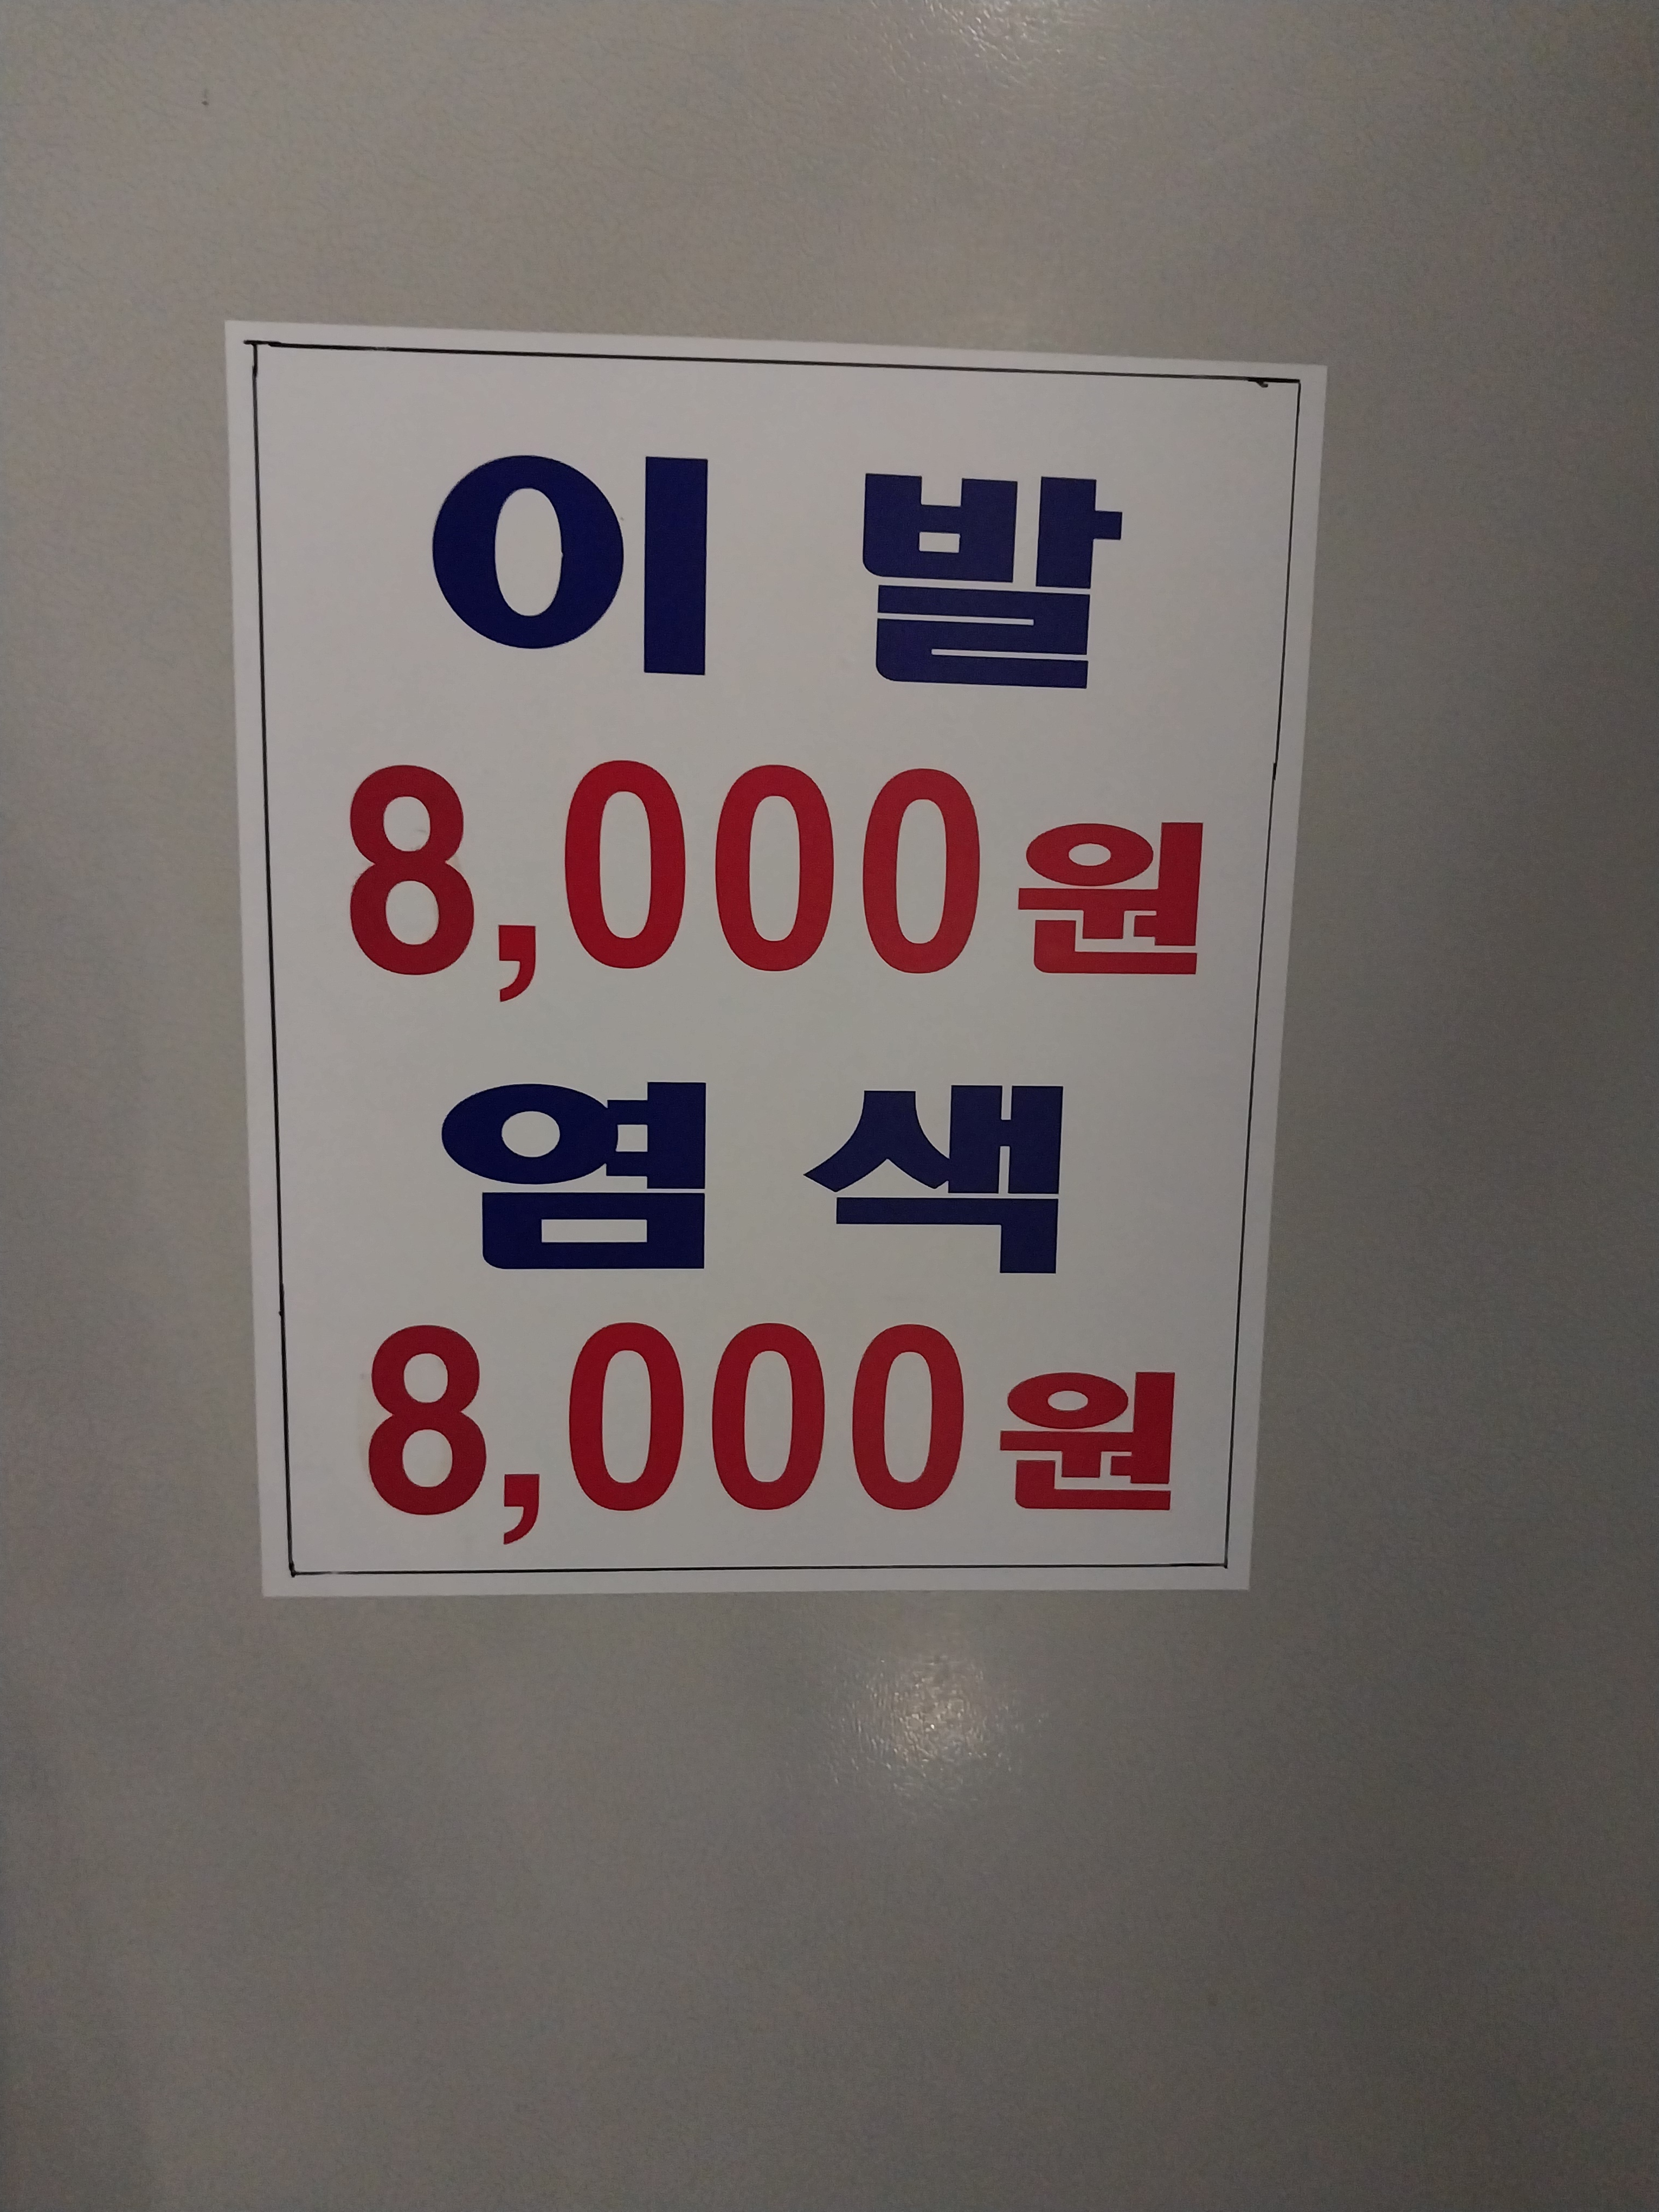 이 발
8,000원
염 색
8,000원